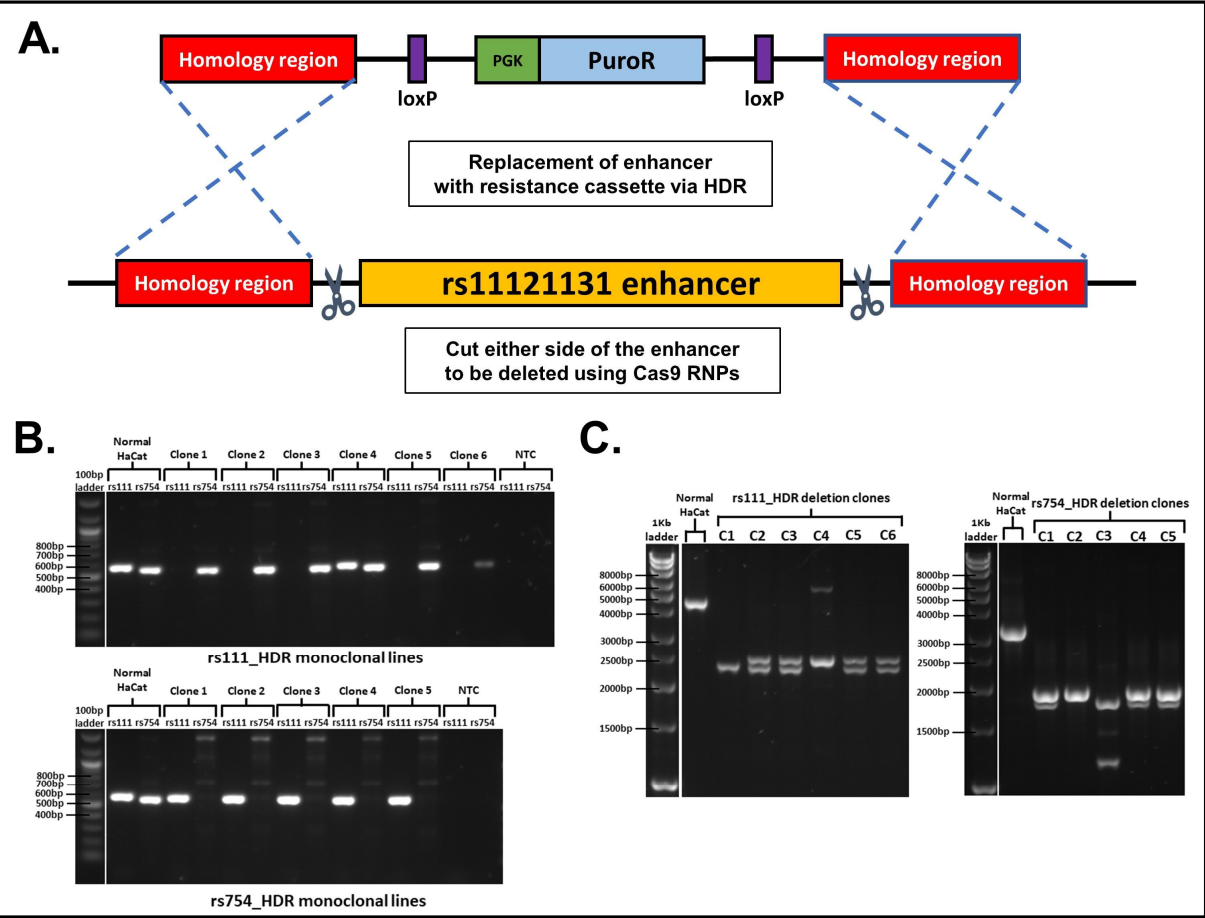 A.
Homology region
loxP
PGK
PuroR
loxP
Homology region
Replacement of enhancer
with resistance cassette via HDR
Homology region
rs11121131 enhancer
Homology region
Cut either side of the enhancer
to be deleted using Cas9 RNPs
B.
Normal
HaCat
Clone 1 Clone 2 Clone 3 Clone 4 Clone 5 Clone 6 NTC
100bp
ladder rs111 rs754 rs111 rs754 rs111 rs754 rs111rs754 rs111 rs754 rs111 rs754 rs111 rs754 rs111 rs754
800bp
700bp
600bp
500bp
400bp
rs111_HDR monoclonal lines
Normal
HaCat
Clone 1 Clone 2 Clone 3 Clone 4 Clone 5 NTC
100bp
ladder rs111 rs754 rs111 rs754 rs111 rs754 rs111 rs754 rs111 rs754 rs111 rs754 rs111 rs754
800bp
700bp
600bp
500bp
400bp
rs754_HDR monoclonal lines
C.
Normal
HaCat
rs111_HDR deletion clones
1Kb
ladder
C1 C2 C3 C4 C5 C6
8000bp
6000bp
5000bp
4000bp
3000bp
2500bp
2000bp
1500bp
Normal
HaCat
rs754_HDR deletion clones
1Kb
ladder
C1 C2 C3 C4 C5
8000bp
6000bp
5000bp
4000bp
3000bp
2500bp
2000bp
1500bp